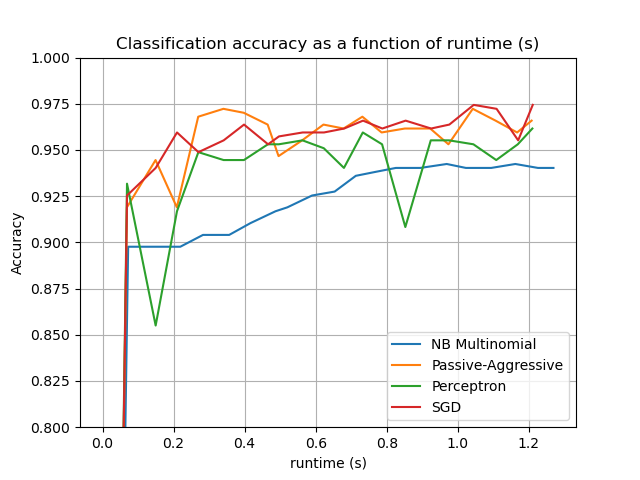 Classification accuracy as a function of runtime (s)
1.000
0.975
0.950
0.925
0.900
0.875
0.850
0.825
0.800
Accuracy
NB Multinomial
Passive-Aggressive
Perceptron
SGD
0.0 0.2 0.4 0.6 0.8 1.0 1.2
runtime (s)